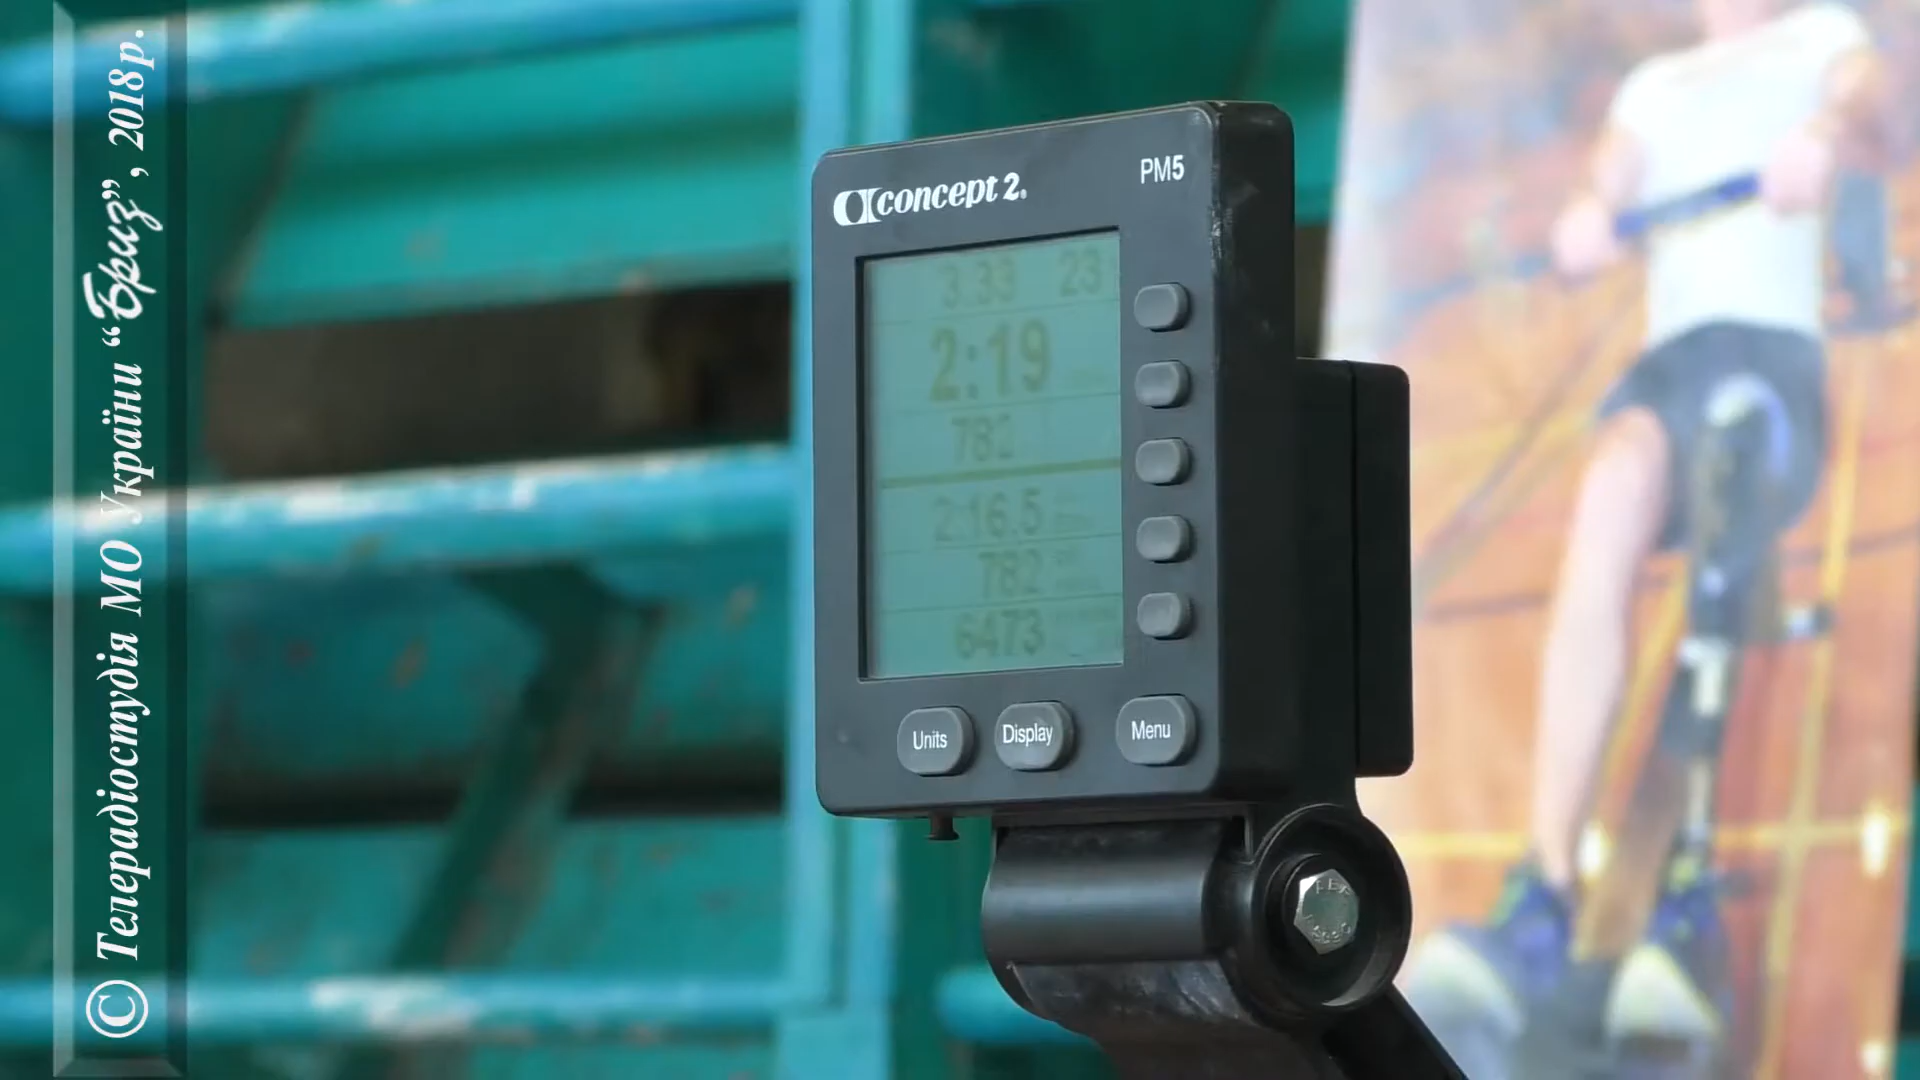 © Телерадіостудія МО України “Бриз”, 2018р.
concept 2.
PM5
3:33 23
2:19
782
2:16.5
782
6473
Units Display Menu